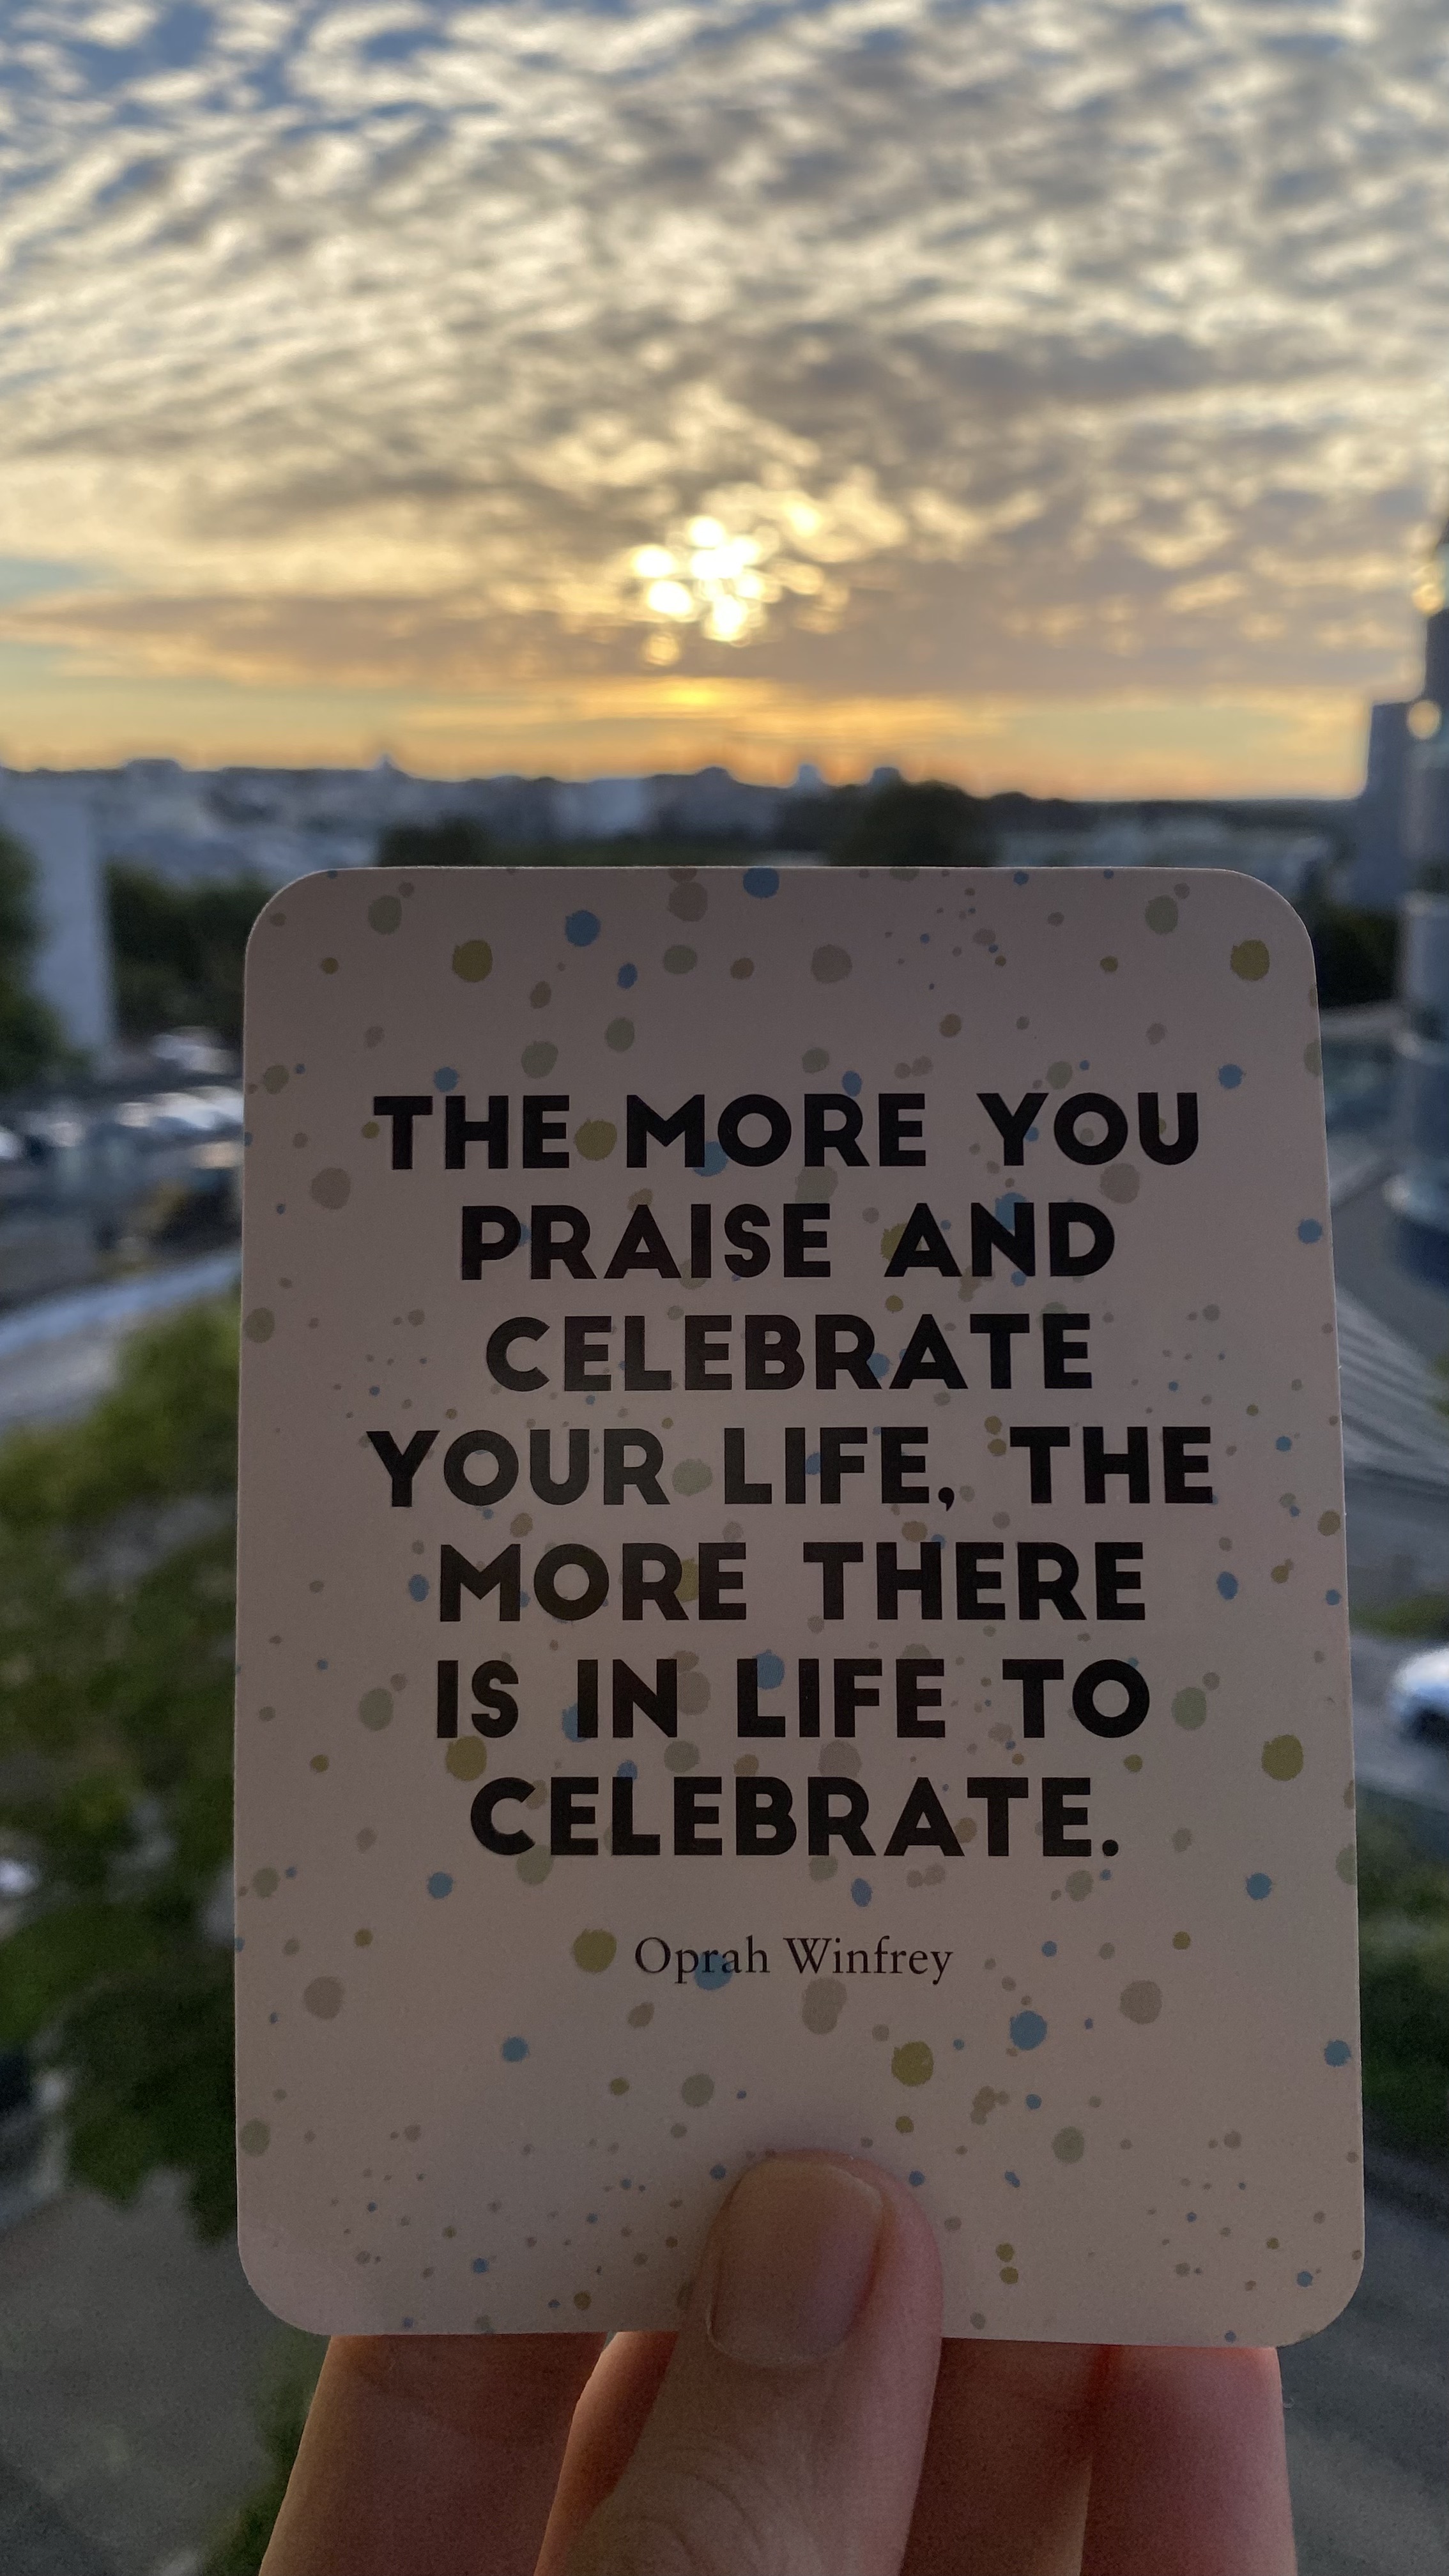 THE MORE YOU
PRAISE AND
CELEBRATE
YOUR LIFE, THE
MORE THERE
IS IN LIFE TO
CELEBRATE.
Oprah Winfrey